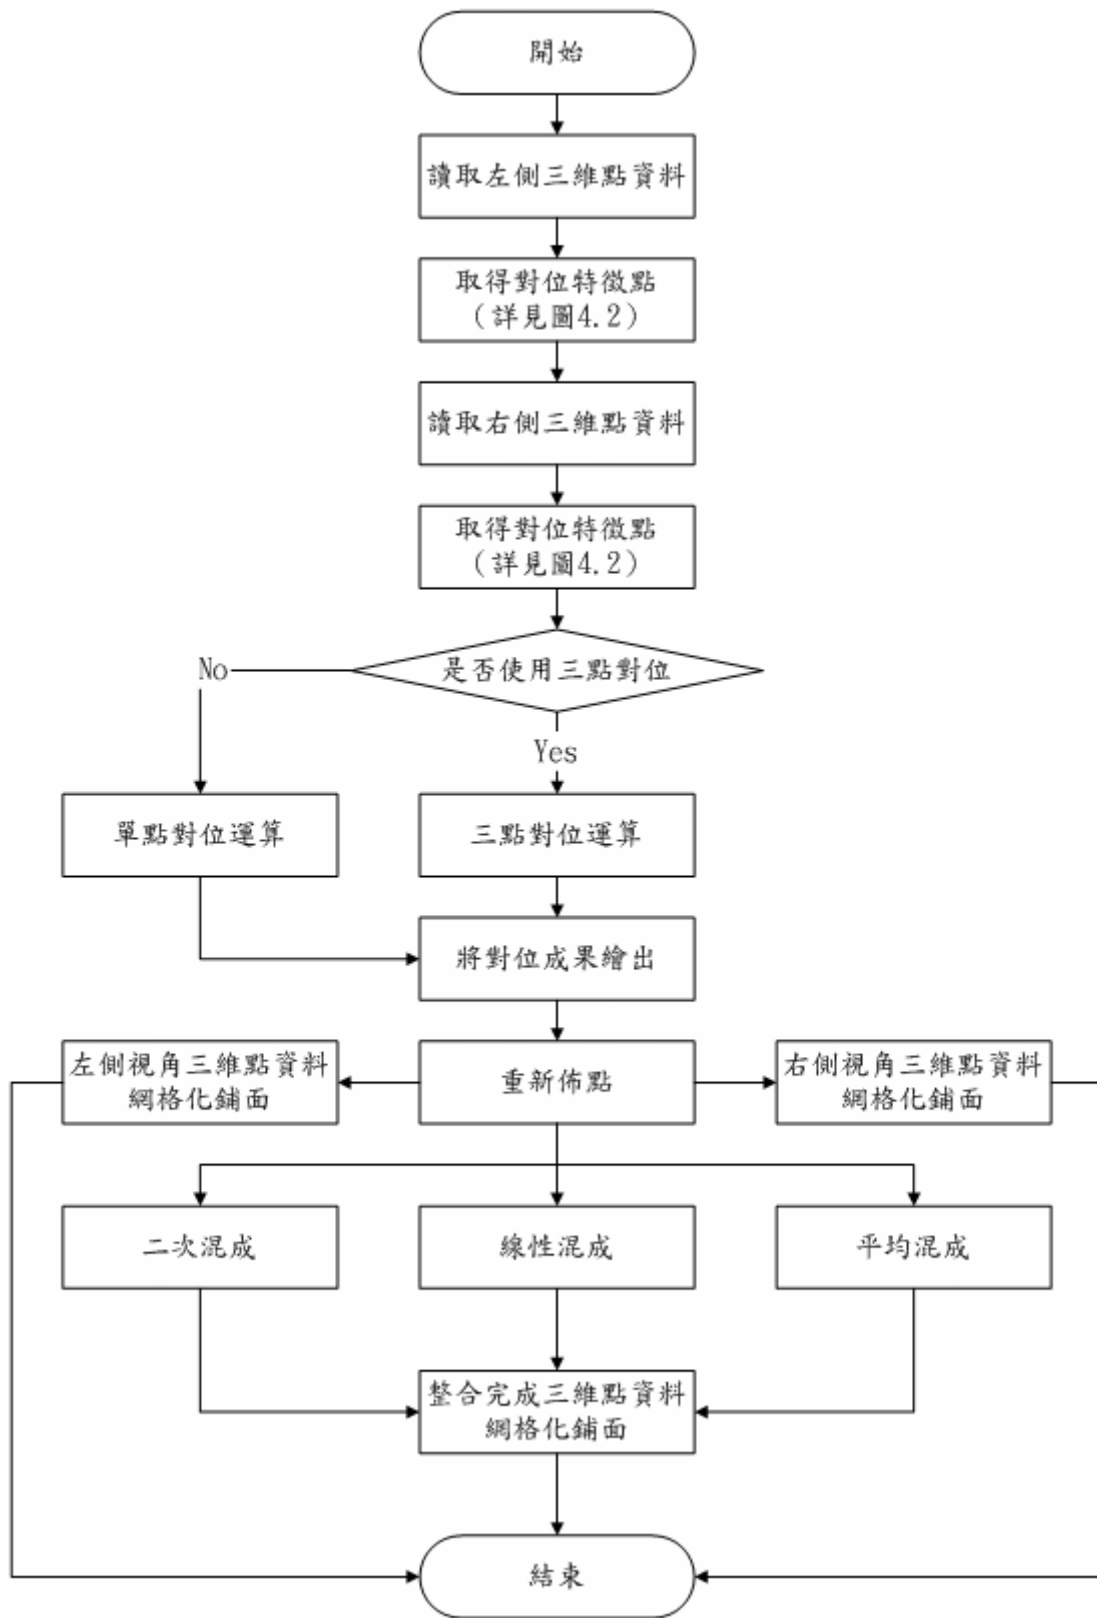 開始
讀取左側三維點資料
取得對位特徵點
(詳見圖4.2)
讀取右側三維點資料
取得對位特徵點
(詳見圖4.2)
是否使用三點對位
No
Yes
單點對位運算
三點對位運算
將對位成果繪出
左側視角三維點資料
網格化鋪面
重新佈點
右側視角三維點資料
網格化鋪面
二次混成
線性混成
平均混成
整合完成三維點資料
網格化鋪面
結束